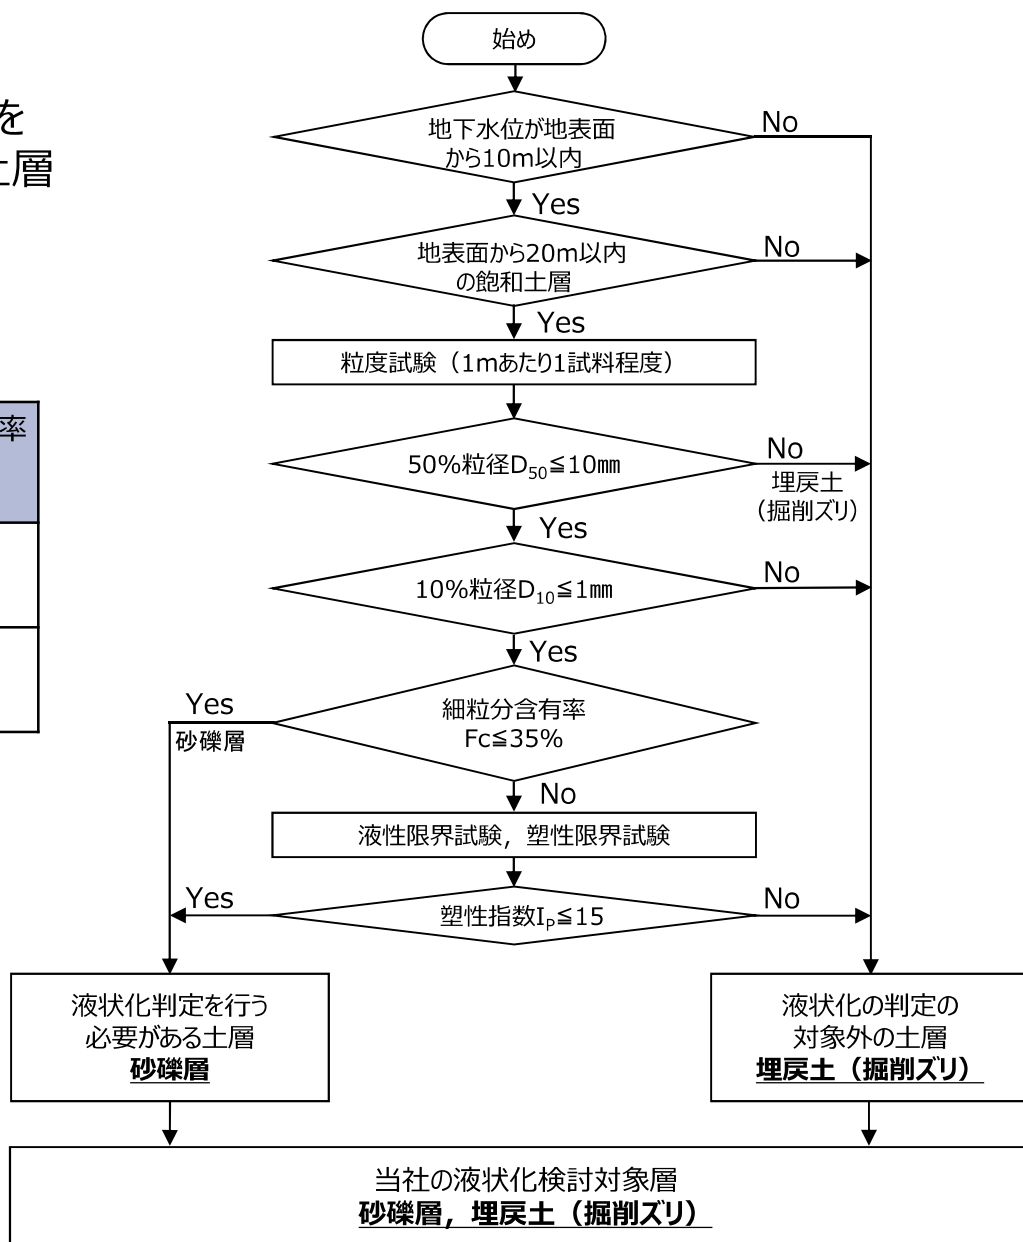 始め
を
土層
地下水位が地表面
から10m以内
No
Yes
地表面から20m以内
の飽和土層
No
Yes
粒度試験（1mあたり1試料程度）
率
50%粒径D50≦10㎜
No
埋戻土
（掘削ズリ）
Yes
10%粒径D10≦1㎜
No
Yes
細粒分含有率
Fc≦35%
Yes
砂礫層
No
液性限界試験，塑性限界試験
塑性指数IP≦15
Yes
No
液状化判定を行う
必要がある土層
砂礫層
液状化の判定の
対象外の土層
埋戻土（掘削ズリ）
当社の液状化検討対象層
砂礫層，埋戻土（掘削ズリ）